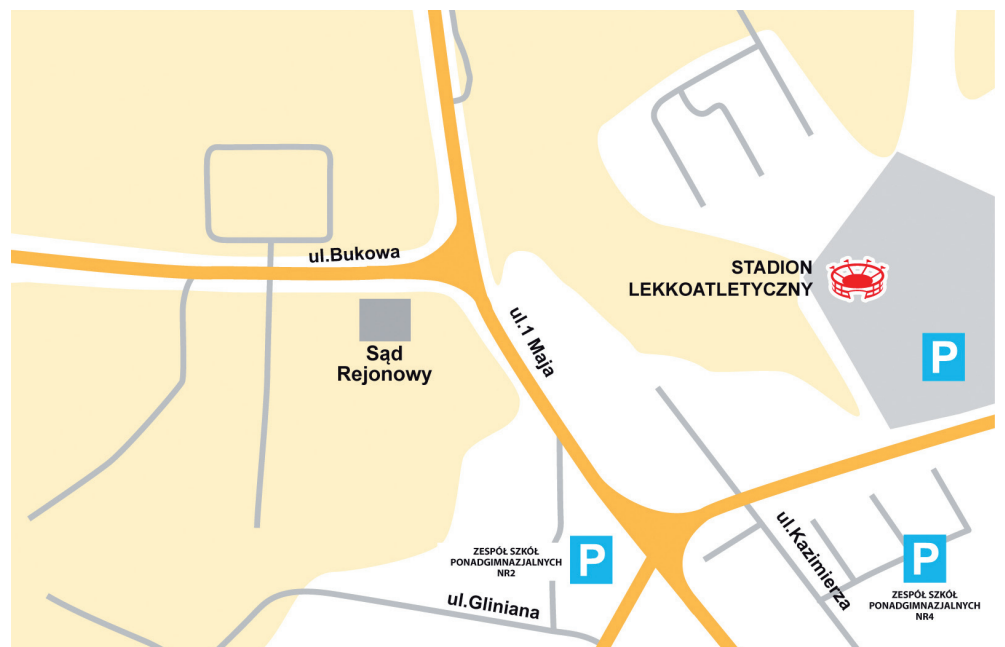 ul.Bukowa
STADION
LEKKOATLETYCZNY
ul.1 Maja
Sąd
Rejonowy
P
ul.Kazimierza
ZESPÓŁ SZKÓŁ
PONADGIMNAZJALNYCH
NR2
P
P
ZESPÓŁ SZKÓŁ
PONADGIMNAZJALNYCH
NR4
ul.Gliniana